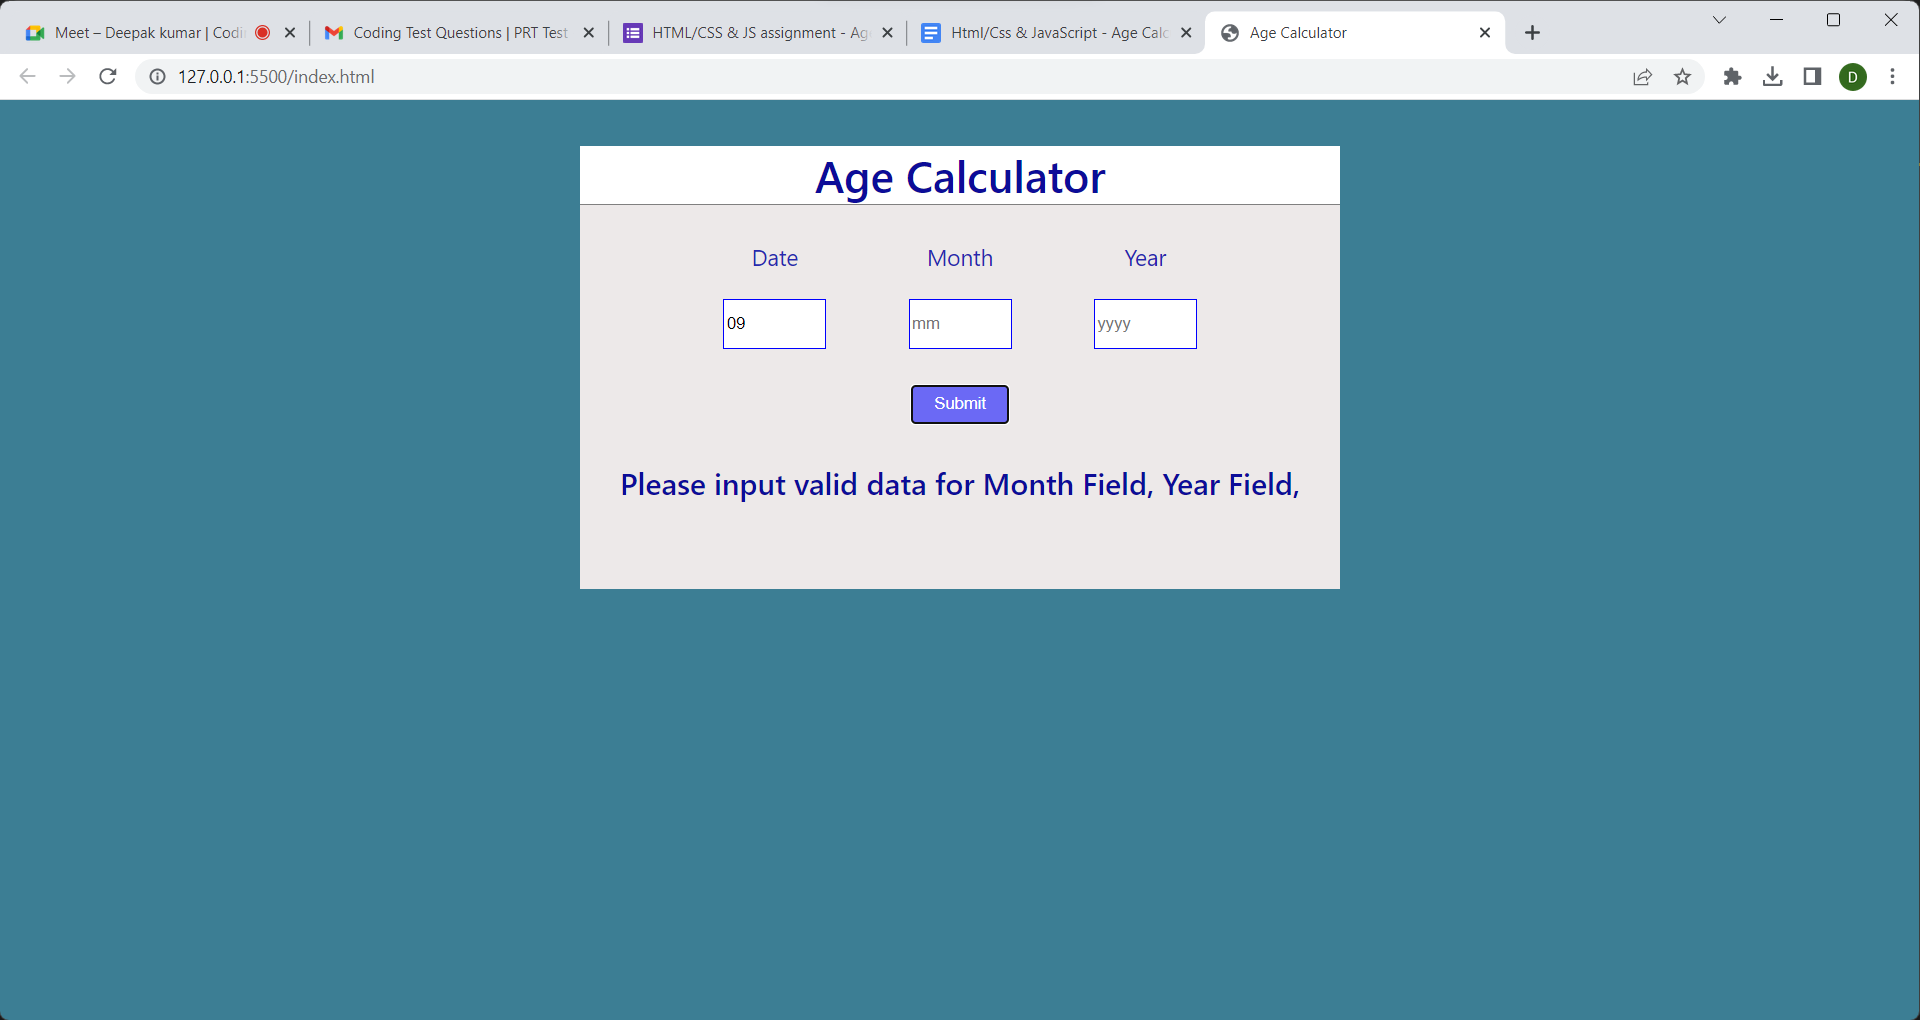 Meet – Deepak kumar | Codi
Coding Test Questions | PRT Test
HTML/CSS & JS assignment - Ag
Html/Css & JavaScript - Age Calc
Age Calculator
127.0.0.1:5500/index.html
D
Age Calculator
Date Month Year
09 mm yyyy
Submit
Please input valid data for Month Field, Year Field,